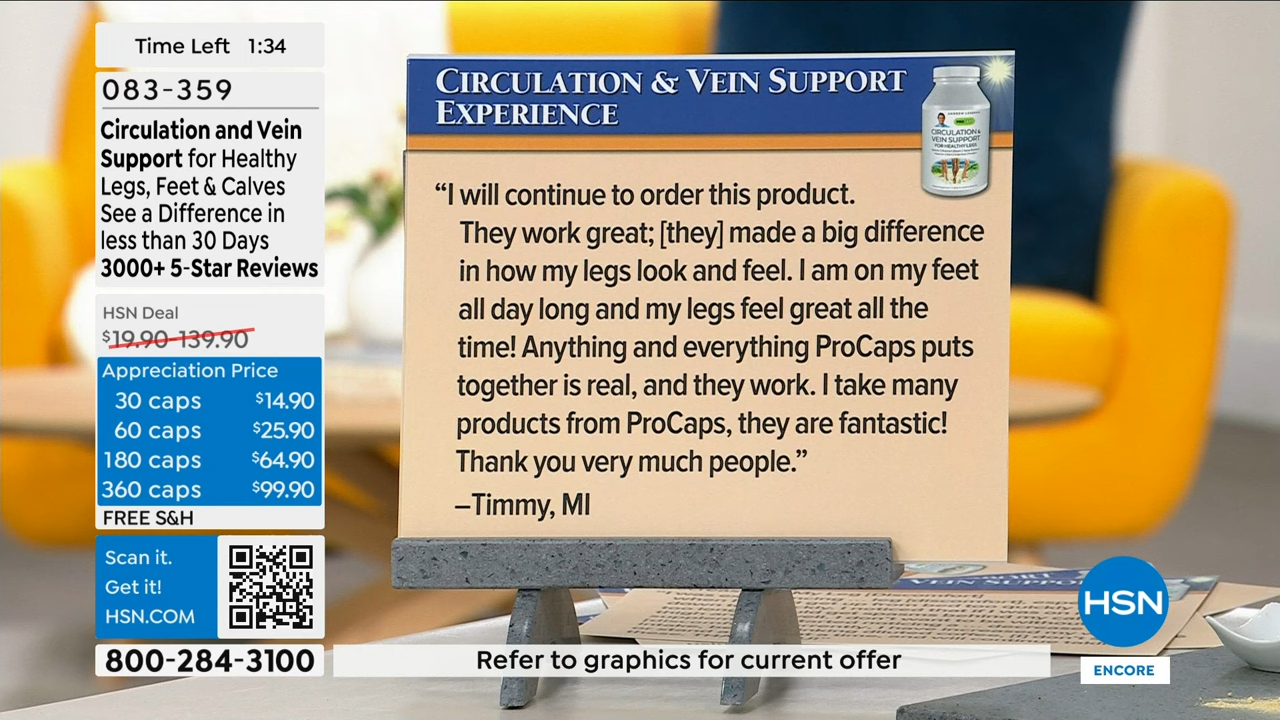 Time Left 1:34
083-359
Circulation and Vein
Support for Healthy
Legs, Feet & Calves
See a Difference in
less than 30 Days
3000+ 5-Star Reviews
HSN Deal
$19.90-139.90
Appreciation Price
30 caps $14.90
60 caps $25.90
180 caps $64.90
360 caps $99.90
FREE S&H
Scan it.
Get it!
HSN.COM
800-284-3100
CIRCULATION & VEIN SUPPORT
EXPERIENCE
CIRCULATION &
VEIN SUPPORT
FOR HEALTHY LEGS
“I will continue to order this product.
They work great; [they] made a big difference
in how my legs look and feel. I am on my feet
all day long and my legs feel great all the
time! Anything and everything ProCaps puts
together is real, and they work. I take many
products from ProCaps, they are fantastic!
Thank you very much people.”
–Timmy, MI
Refer to graphics for current offer
HSN
ENCORE